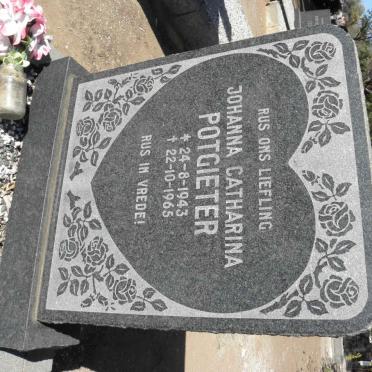 RUS ONS LIEFLING
JOHANNA CATHARINA
POTGIETER
* 24-8-1943
† 22-10-1965
RUS IN VREDE!